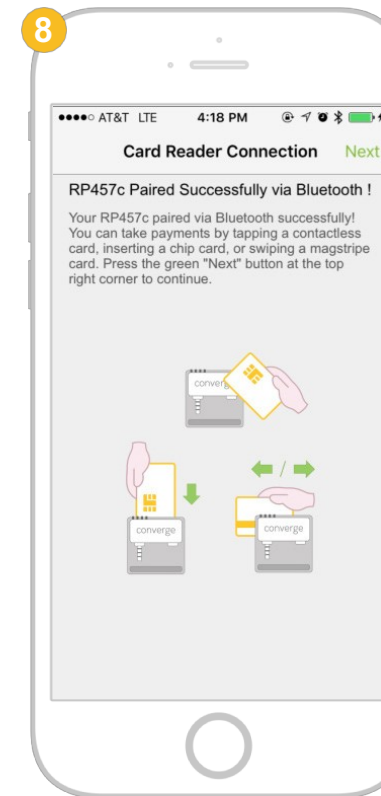 8
AT&T LTE 4:18 PM
Card Reader Connection Next
RP457c Paired Successfully via Bluetooth !
Your RP457c paired via Bluetooth successfully!
You can take payments by tapping a contactless
card, inserting a chip card, or swiping a magstripe
card. Press the green "Next" button at the top
right corner to continue.
converg
/
converge
converge